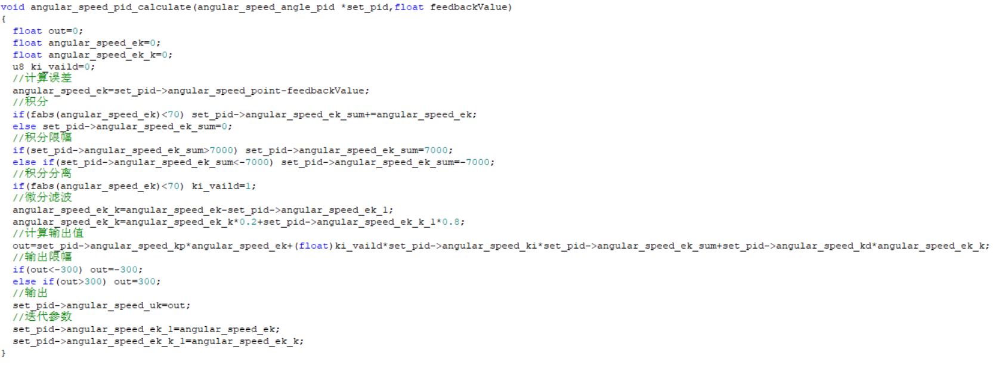 void angular_speed_pid_calculate(angular_speed_angle_pid *set_pid,float feedbackValue)
{
  float out=0;
  float angular_speed_ek=0;
  float angular_speed_ek_k=0;
  u8 ki_vaild=0;
  //计算误差
  angular_speed_ek=set_pid->angular_speed_point-feedbackValue;
  //积分
  if(fabs(angular_speed_ek)<70) set_pid->angular_speed_ek_sum+=angular_speed_ek;
  else set_pid->angular_speed_ek_sum=0;
  //积分限幅
  if(set_pid->angular_speed_ek_sum>7000) set_pid->angular_speed_ek_sum=7000;
  else if(set_pid->angular_speed_ek_sum<-7000) set_pid->angular_speed_ek_sum=-7000;
  //积分分离
  if(fabs(angular_speed_ek)<70) ki_vaild=1;
  //微分滤波
  angular_speed_ek_k=angular_speed_ek-set_pid->angular_speed_ek_1;
  angular_speed_ek_k=angular_speed_ek_k*0.2+set_pid->angular_speed_ek_k_1*0.8;
  //计算输出值
  out=set_pid->angular_speed_kp*angular_speed_ek+(float)ki_vaild*set_pid->angular_speed_ki*set_pid->angular_speed_ek_sum+set_pid->angular_speed_kd*angular_speed_ek_k;
  //输出限幅
  if(out<-300) out=-300;
  else if(out>300) out=300;
  //输出
  set_pid->angular_speed_uk=out;
  //迭代参数
  set_pid->angular_speed_ek_1=angular_speed_ek;
  set_pid->angular_speed_ek_k_1=angular_speed_ek_k;
}